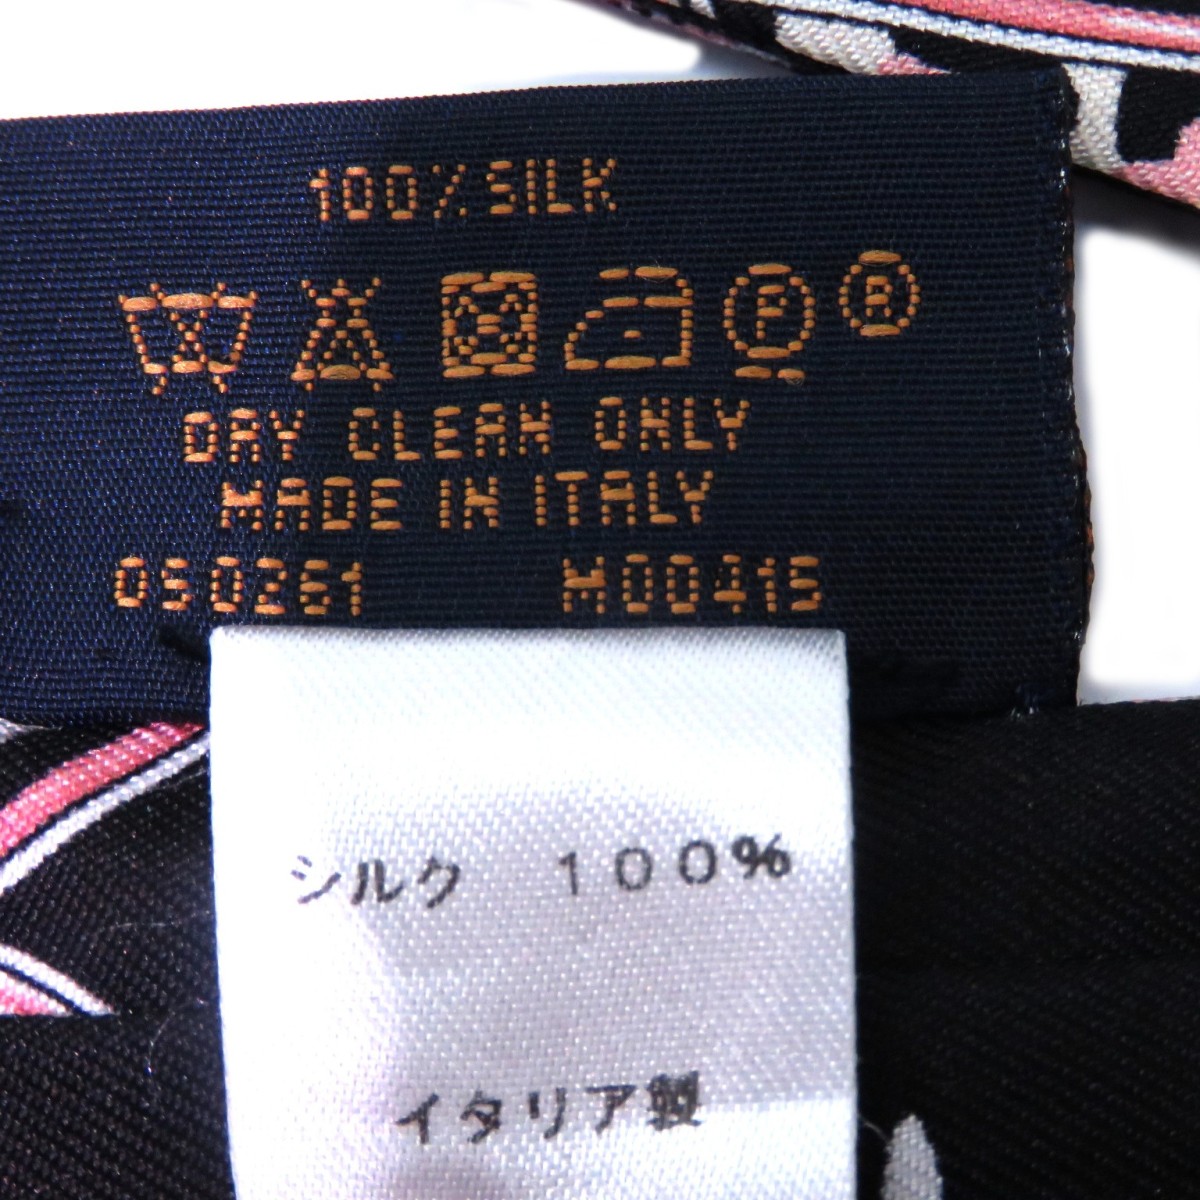 100% SILK
P ®
DRY CLEAN ONLY
MADE IN ITALY
050261 M00415
シルク 100%
イタリア製